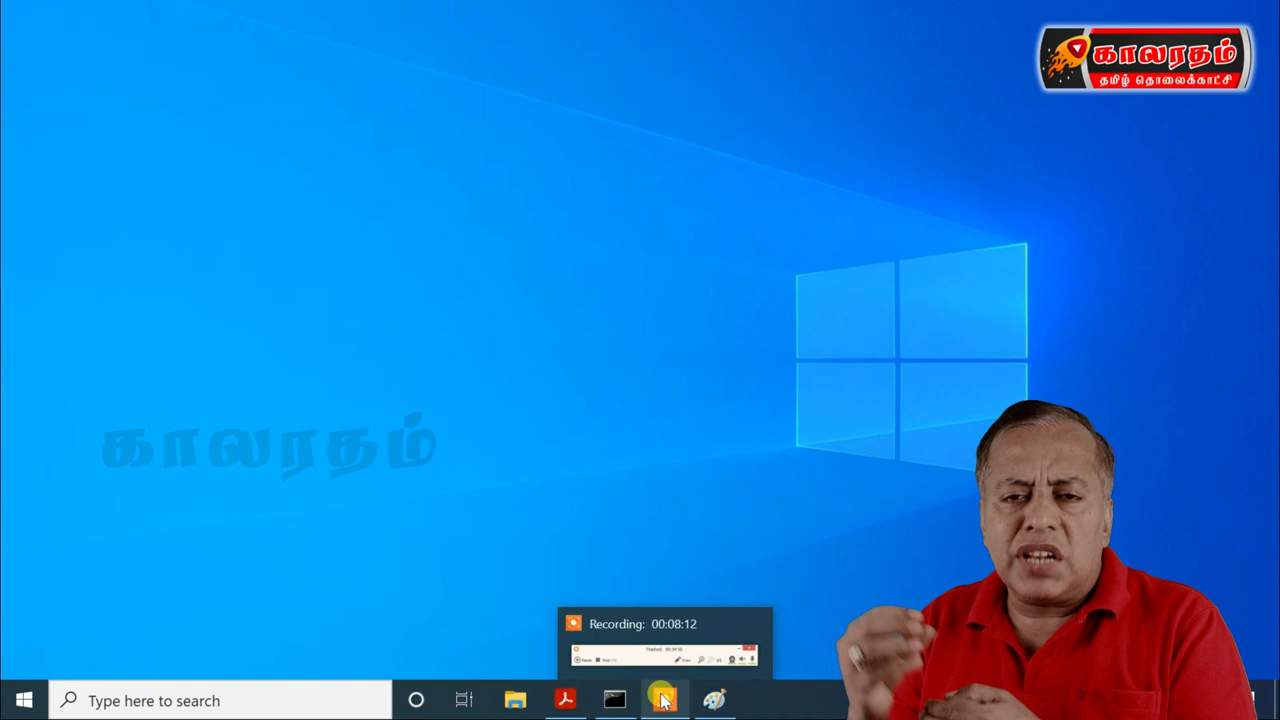 காலரதம்
தமிழ் தொலைக்காட்சி
காலரதம்
Recording: 00:08:12
Type here to search